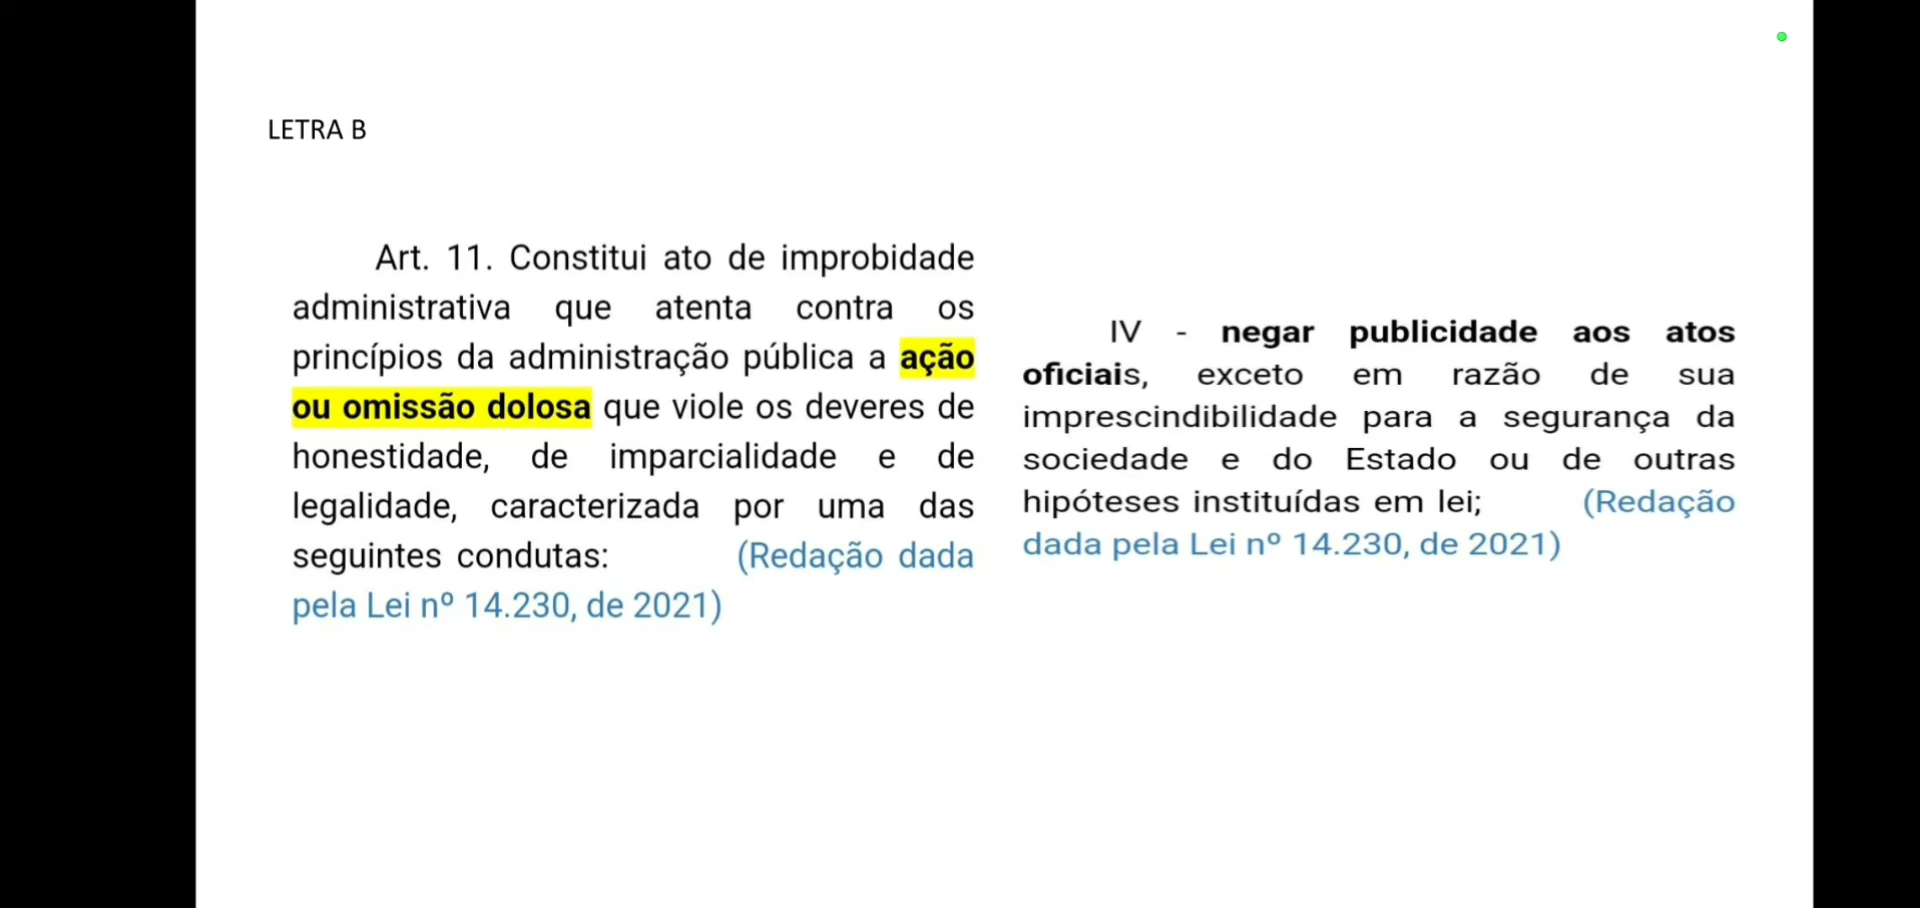 LETRA B
Art. 11. Constitui ato de improbidade
administrativa que atenta contra os
princípios da administração pública a ação
ou omissão dolosa que viole os deveres de
honestidade, de imparcialidade e de
legalidade, caracterizada por uma das
seguintes condutas: (Redação dada
pela Lei nº 14.230, de 2021)
IV - negar publicidade aos atos
oficiais, exceto em razão de sua
imprescindibilidade para a segurança da
sociedade e do Estado ou de outras
hipóteses instituídas em lei; (Redação
dada pela Lei nº 14.230, de 2021)